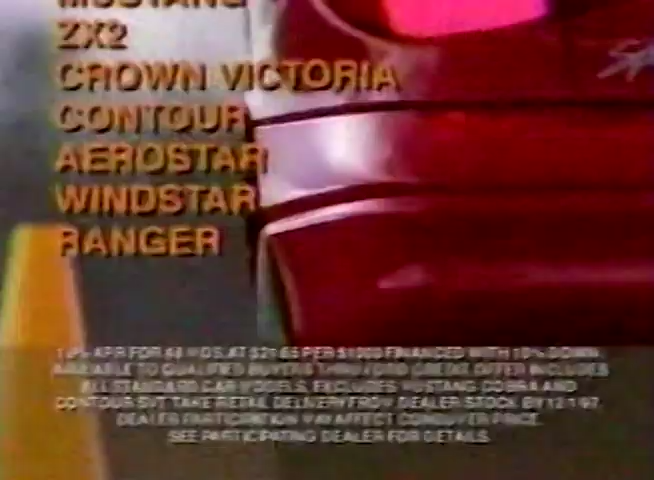 MUSTANG
ZX2
CROWN VICTORIA
CONTOUR
AEROSTAR
WINDSTAR
RANGER
APR FOR 48 MOS. AT PER $1000 FINANCED WITH 10% DOWN.
AVAILABLE TO QUALIFIED BUYERS THRU FORD CREDIT. OFFER INCLUDES
ALL STANDARD CAR MODELS, EXCLUDES MUSTANG COBRA AND
CONTOUR SVT. TAKE RETAIL DELIVERY FROM DEALER STOCK BY
DEALER PARTICIPATION MAY AFFECT CONSUMER PRICE.
SEE PARTICIPATING DEALER FOR DETAILS.